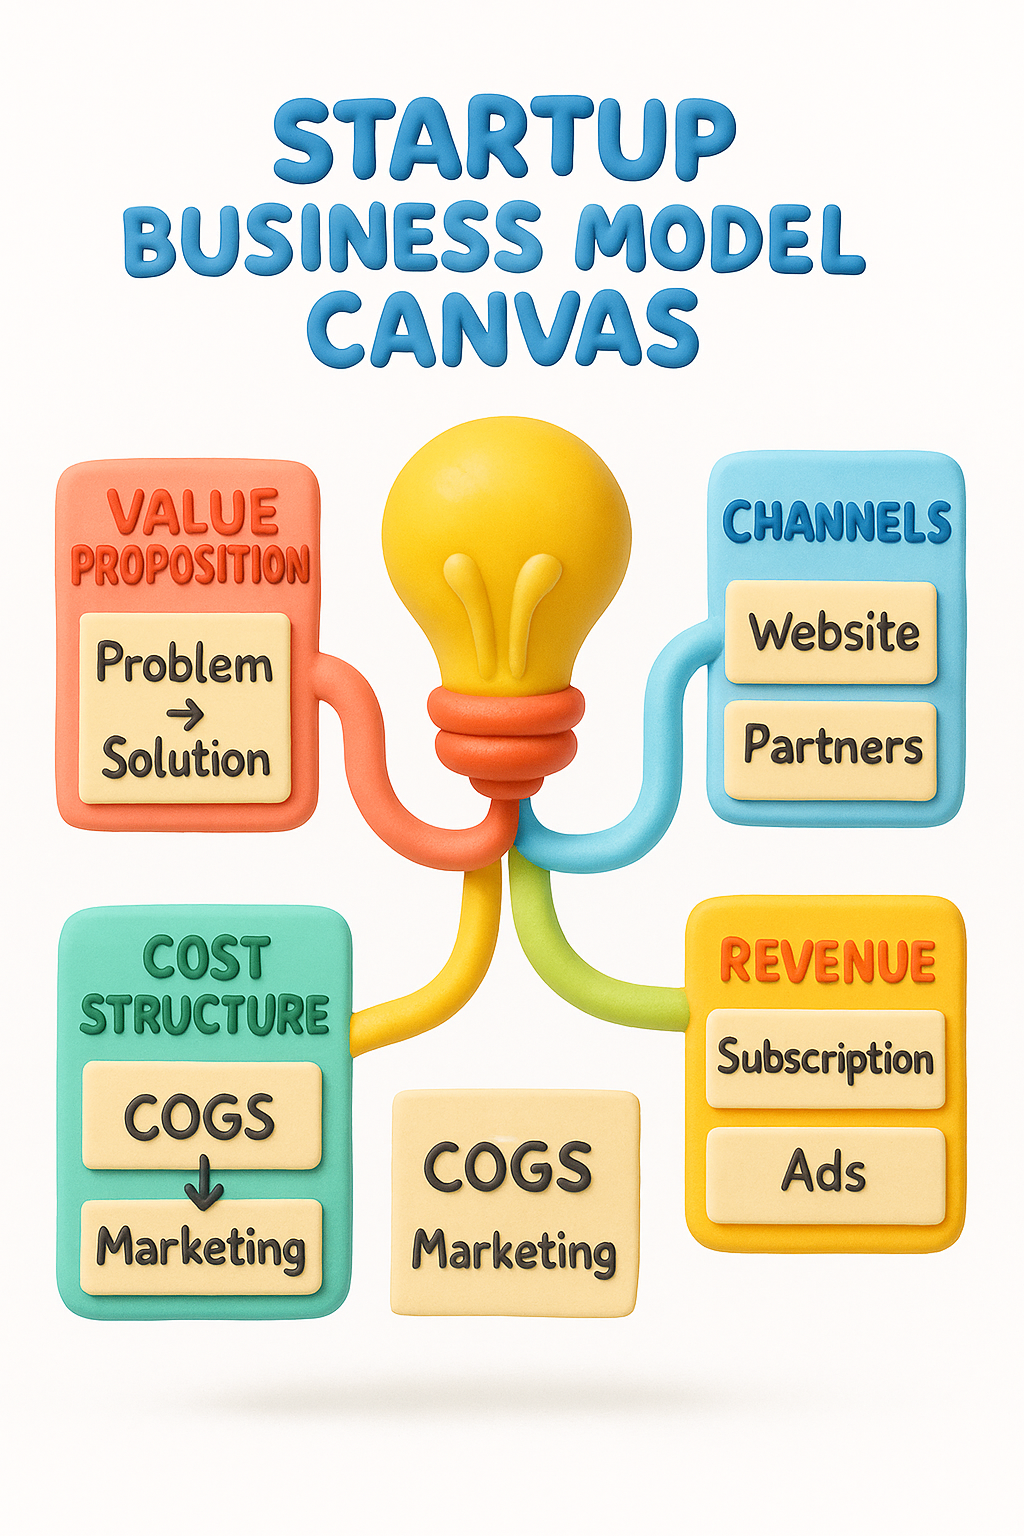 STARTUP
BUSINESS MODEL
CANVAS
VALUE
PROPOSITION
Problem
→
Solution
CHANNELS
Website
Partners
COST
STRUCTURE
COGS
↓
Marketing
COGS
Marketing
REVENUE
Subscription
Ads